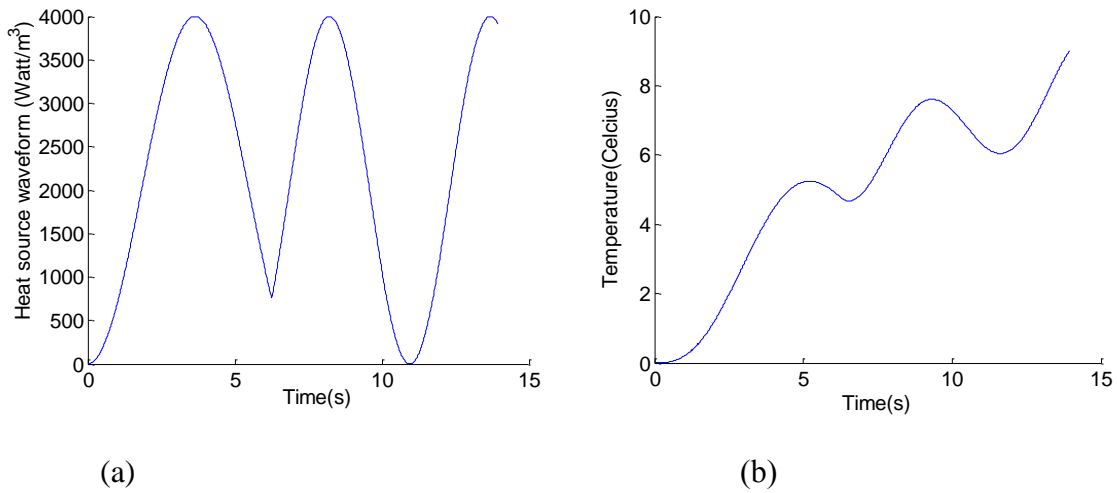 Heat source waveform (Watt/m³)
4000
3500
3000
2500
2000
1500
1000
500
0
0 5 10 15
Time(s)
(a)
Temperature(Celcius)
10
8
6
4
2
0
0 5 10 15
Time(s)
(b)